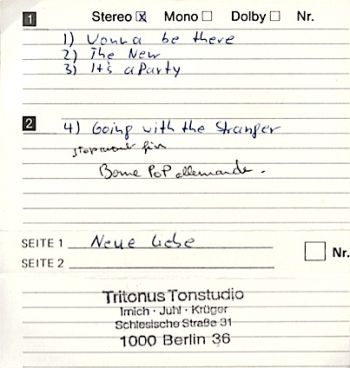 1 Stereo ☒ Mono ☐ Dolby ☐ Nr.
1) Wonna be there
2) The New
3) It's a Party
2 4) Going with the Stranger
Bonne PoP allemande.
SEITE 1 Neue Liebe
Nr.
SEITE 2
Tritonus Tonstudio
Imich · Juhl · Krüger
Schlesische Straße 31
1000 Berlin 36